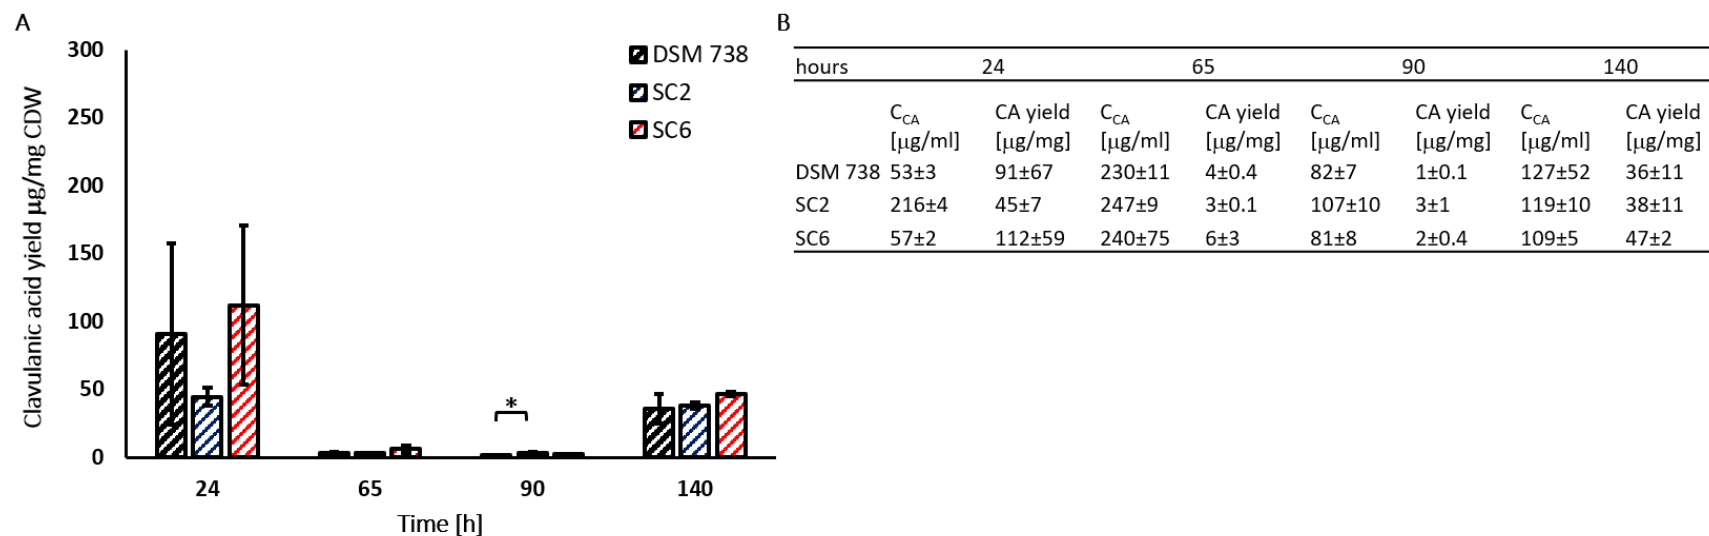 A
B
300
250
200
150
100
50
0
Clavulanic acid yield µg/mg CDW
DSM 738
SC2
SC6
*
24 65 90 140
Time [h]
hours 24 65 90 140
C_CA CA yield C_CA CA yield C_CA CA yield C_CA CA yield
[µg/ml] [µg/mg] [µg/ml] [µg/mg] [µg/ml] [µg/mg] [µg/ml] [µg/mg]
DSM 738 53±3 91±67 230±11 4±0.4 82±7 1±0.1 127±52 36±11
SC2 216±4 45±7 247±9 3±0.1 107±10 3±1 119±10 38±11
SC6 57±2 112±59 240±75 6±3 81±8 2±0.4 109±5 47±2